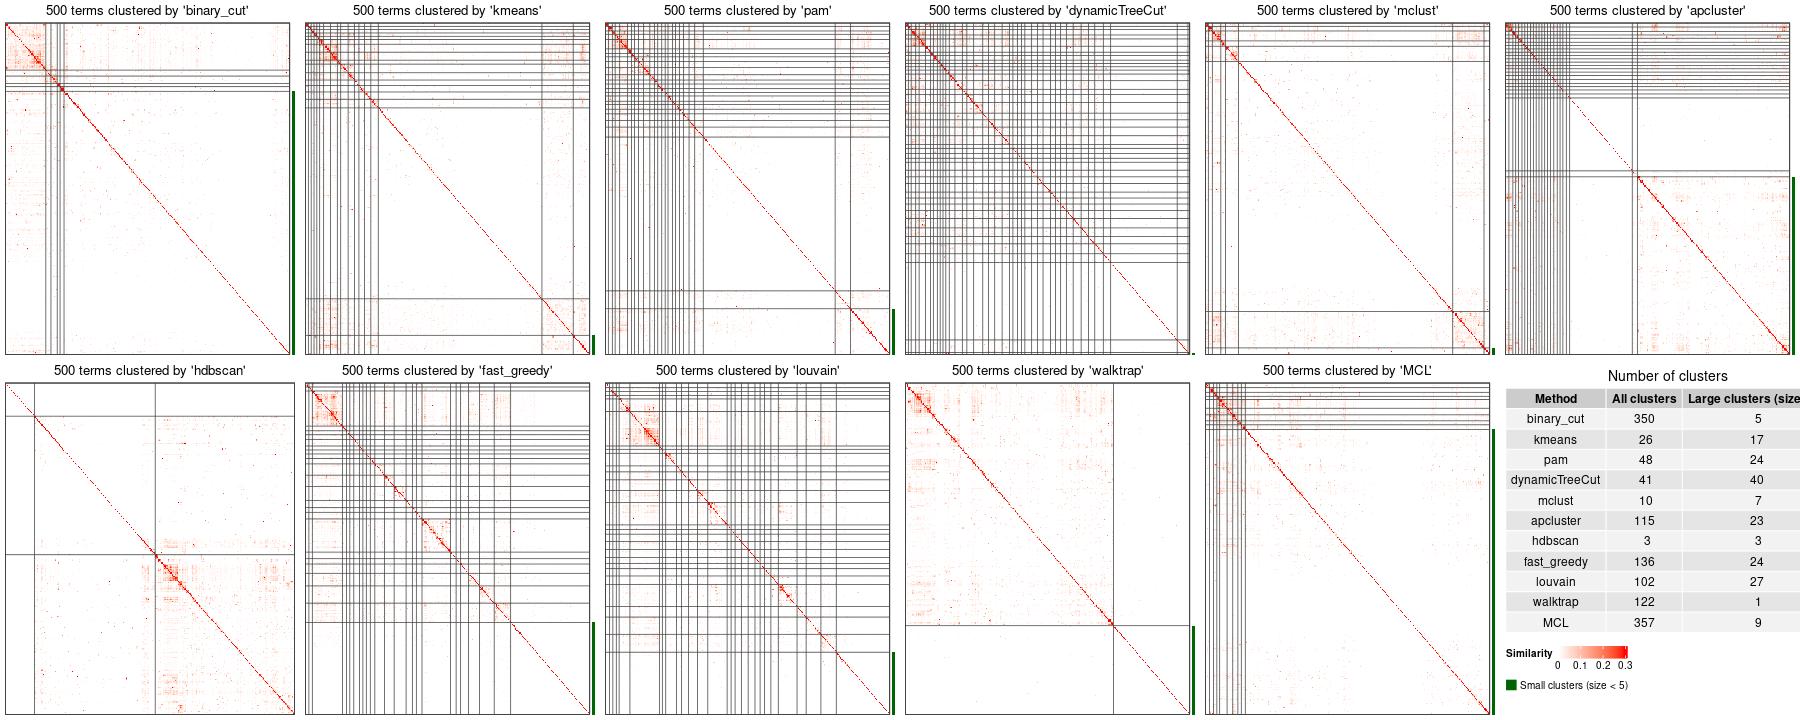 500 terms clustered by 'binary_cut'
500 terms clustered by 'kmeans'
500 terms clustered by 'pam'
500 terms clustered by 'dynamicTreeCut'
500 terms clustered by 'mclust'
500 terms clustered by 'apcluster'
500 terms clustered by 'hdbscan'
500 terms clustered by 'fast_greedy'
500 terms clustered by 'louvain'
500 terms clustered by 'walktrap'
500 terms clustered by 'MCL'
Number of clusters
Method All clusters Large clusters (size
binary_cut 350 5
kmeans 26 17
pam 48 24
dynamicTreeCut 41 40
mclust 10 7
apcluster 115 23
hdbscan 3 3
fast_greedy 136 24
louvain 102 27
walktrap 122 1
MCL 357 9
Similarity
0 0.1 0.2 0.3
Small clusters (size < 5)